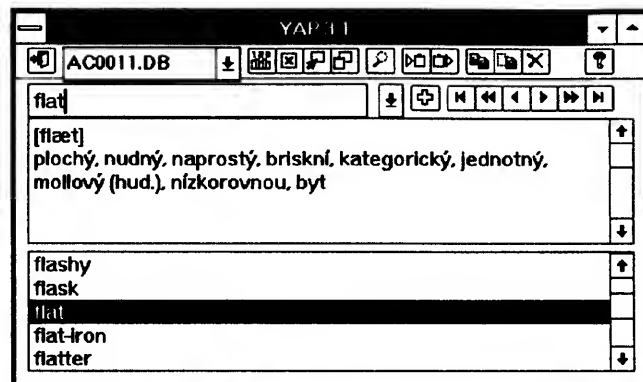 YAP 3.1
AC0011.DB
flat
[flæt]
plochý, nudný, naprostý, briskní, kategorický, jednotný,
mollový (hud.), nízkorovnou, byt
flashy
flask
flat
flat-iron
flatter